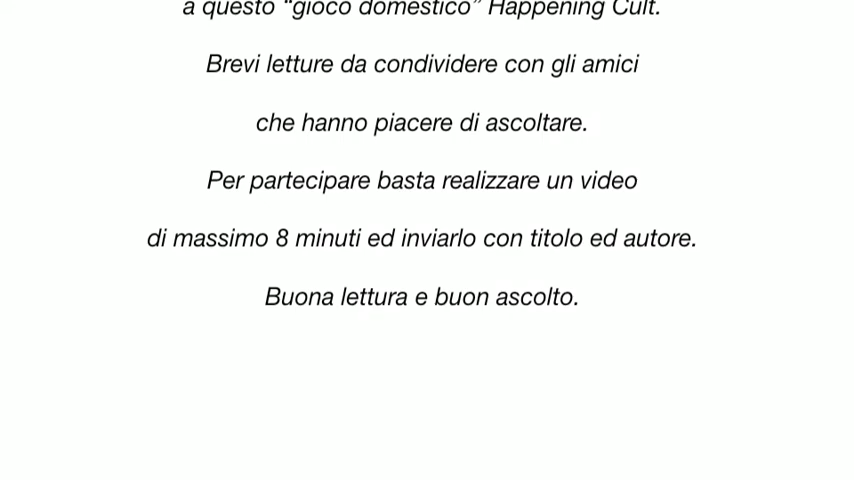 a questo “gioco domestico” Happening Cult.
Brevi letture da condividere con gli amici
che hanno piacere di ascoltare.
Per partecipare basta realizzare un video
di massimo 8 minuti ed inviarlo con titolo ed autore.
Buona lettura e buon ascolto.